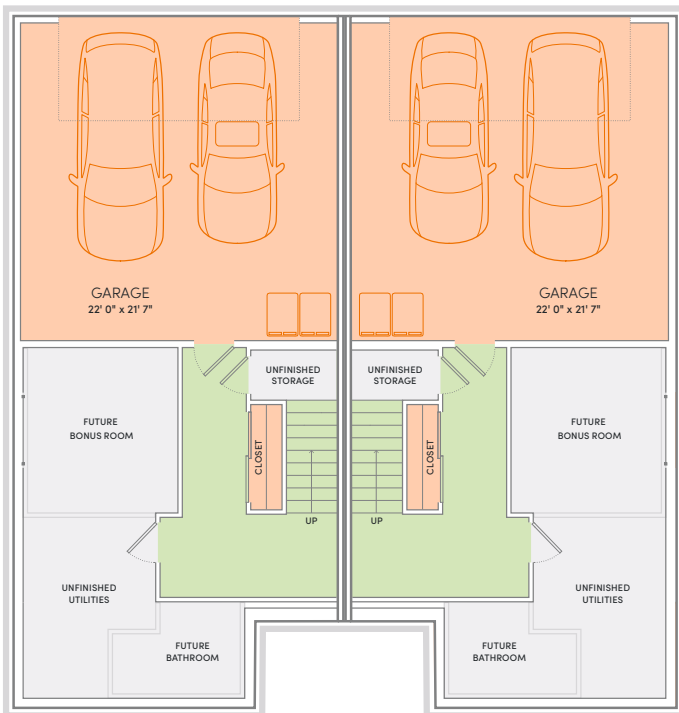 GARAGE
22' 0" x 21' 7"
GARAGE
22' 0" x 21' 7"
UNFINISHED
STORAGE
UNFINISHED
STORAGE
FUTURE
BONUS ROOM
CLOSET
CLOSET
FUTURE
BONUS ROOM
UP
UP
UNFINISHED
UTILITIES
UNFINISHED
UTILITIES
FUTURE
BATHROOM
FUTURE
BATHROOM